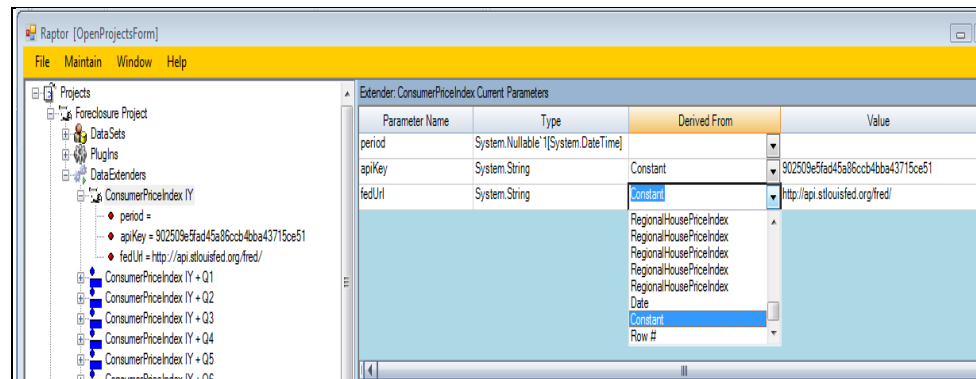 Raptor [OpenProjectsForm]
File Maintain Window Help
Projects
Foreclosure Project
DataSets
PlugIns
DataExtenders
ConsumerPriceIndex IY
period =
apiKey = 902509e5fad45a86ccb4bba43715ce51
fedUrl = http://api.stlouisfed.org/fred/
ConsumerPriceIndex IY + Q1
ConsumerPriceIndex IY + Q2
ConsumerPriceIndex IY + Q3
ConsumerPriceIndex IY + Q4
ConsumerPriceIndex IY + Q5
ConsumerPriceIndex IY + Q6
Extender: ConsumerPriceIndex Current Parameters
Parameter Name Type Derived From Value
period System.Nullable`1[System.DateTime]
apiKey System.String Constant 902509e5fad45a86ccb4bba43715ce51
fedUrl System.String Constant http://api.stlouisfed.org/fred/
RegionalHousePriceIndex
RegionalHousePriceIndex
RegionalHousePriceIndex
RegionalHousePriceIndex
RegionalHousePriceIndex
Date
Constant
Row #